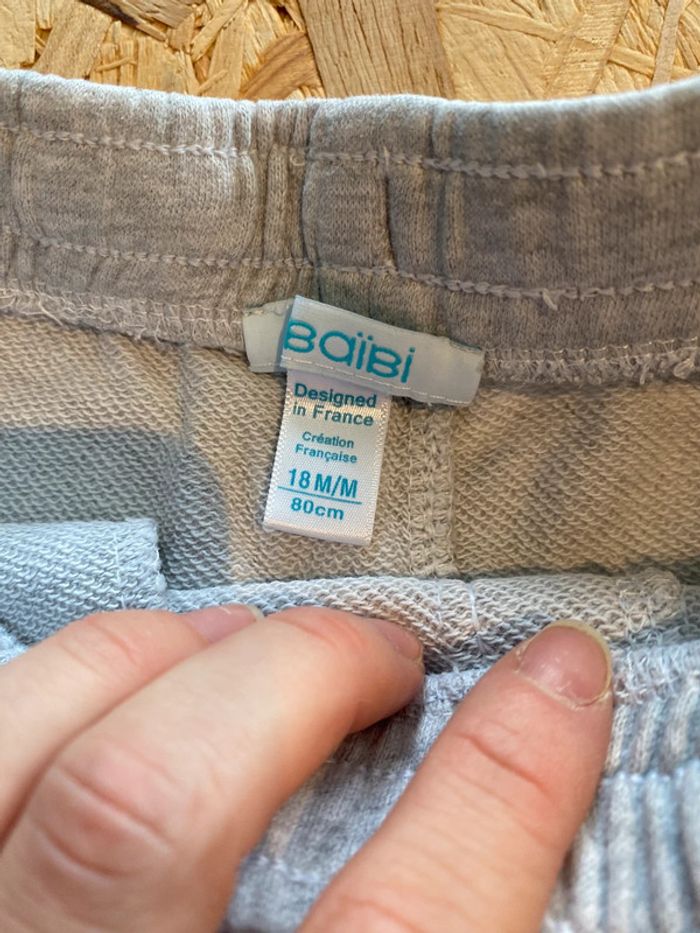 Baïbi
Designed
in France
Création
Française
18 M/M
80cm